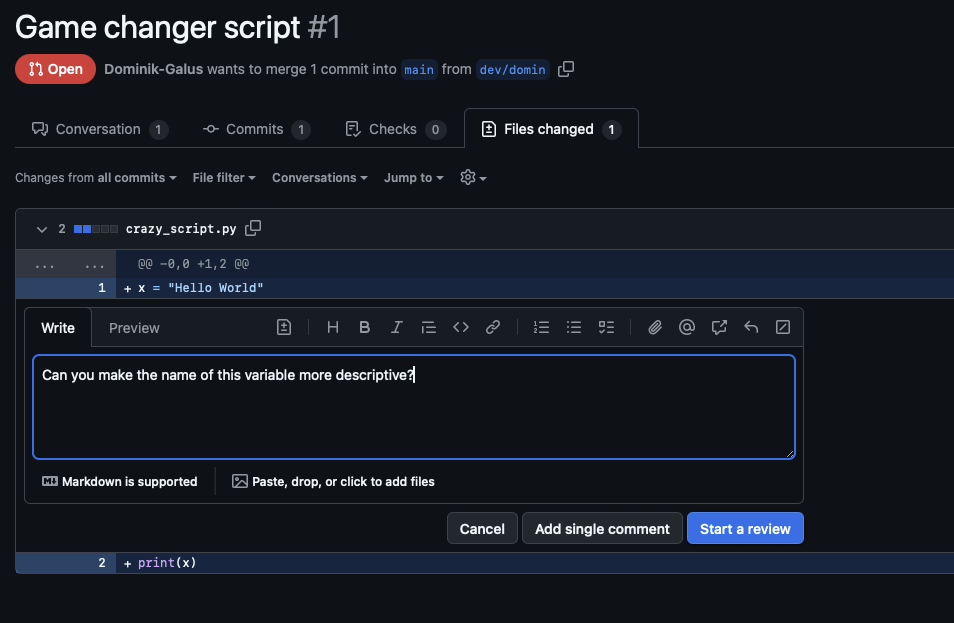 Game changer script #1
Open Dominik-Galus wants to merge 1 commit into main from dev/domin
Conversation 1 Commits 1 Checks 0 Files changed 1
Changes from all commits File filter Conversations Jump to
2 crazy_script.py
... ... @@ -0,0 +1,2 @@
1 + x = "Hello World"
Write Preview
Can you make the name of this variable more descriptive?
Markdown is supported Paste, drop, or click to add files
Cancel Add single comment Start a review
2 + print(x)